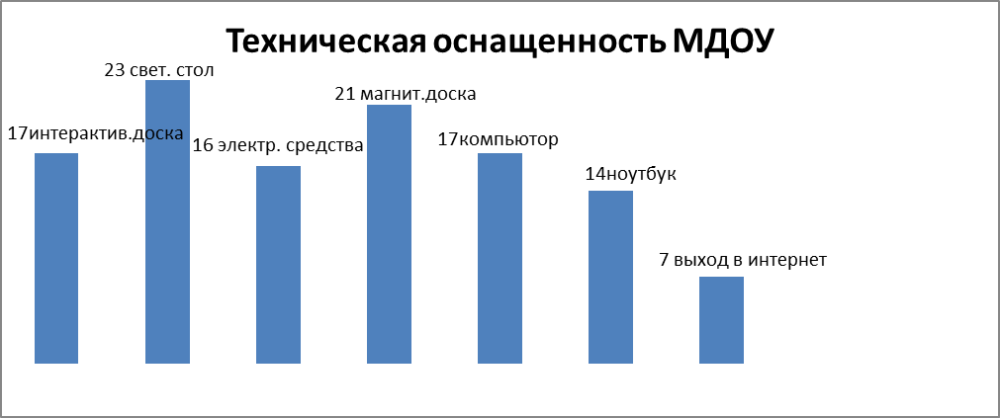 Техническая оснащенность МДОУ
17интерактив.доска
23 свет. стол
16 электр. средства
21 магнит.доска
17компьютор
14ноутбук
7 выход в интернет